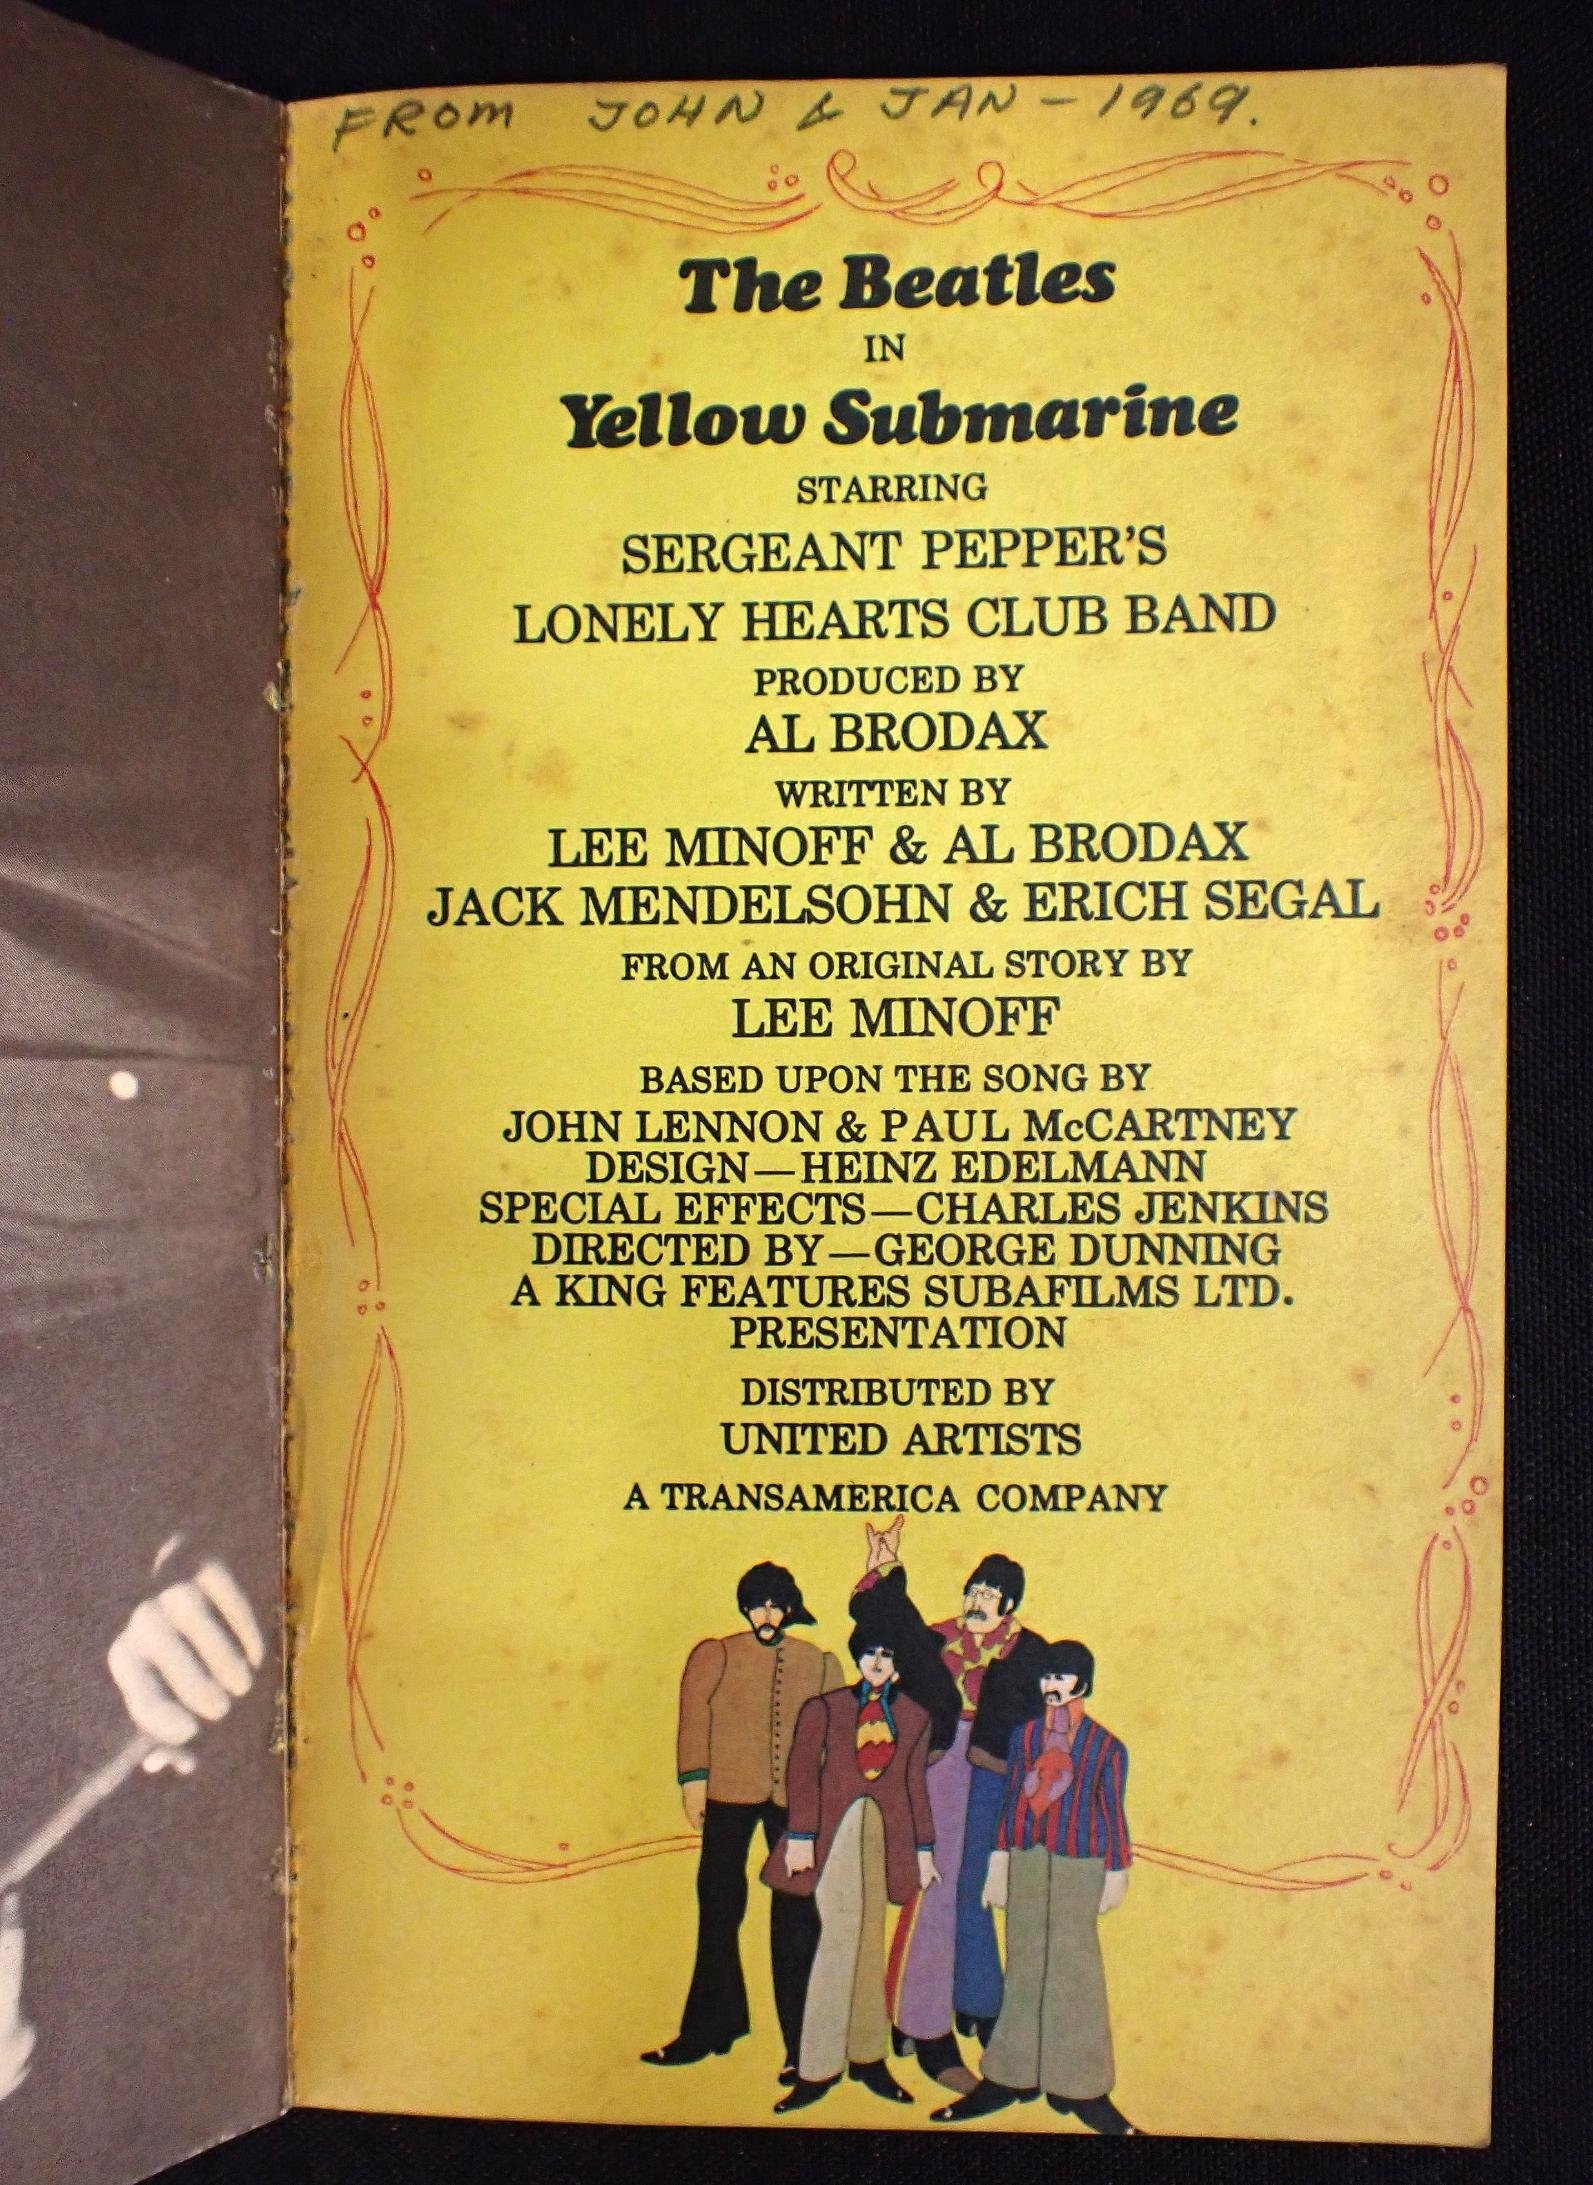 FROM JOHN & JAN - 1969.
The Beatles
IN
Yellow Submarine
STARRING
SERGEANT PEPPER'S
LONELY HEARTS CLUB BAND
PRODUCED BY
AL BRODAX
WRITTEN BY
LEE MINOFF & AL BRODAX
JACK MENDELSOHN & ERICH SEGAL
FROM AN ORIGINAL STORY BY
LEE MINOFF
BASED UPON THE SONG BY
JOHN LENNON & PAUL McCARTNEY
DESIGN—HEINZ EDELMANN
SPECIAL EFFECTS—CHARLES JENKINS
DIRECTED BY—GEORGE DUNNING
A KING FEATURES SUBAFILMS LTD.
PRESENTATION
DISTRIBUTED BY
UNITED ARTISTS
A TRANSAMERICA COMPANY